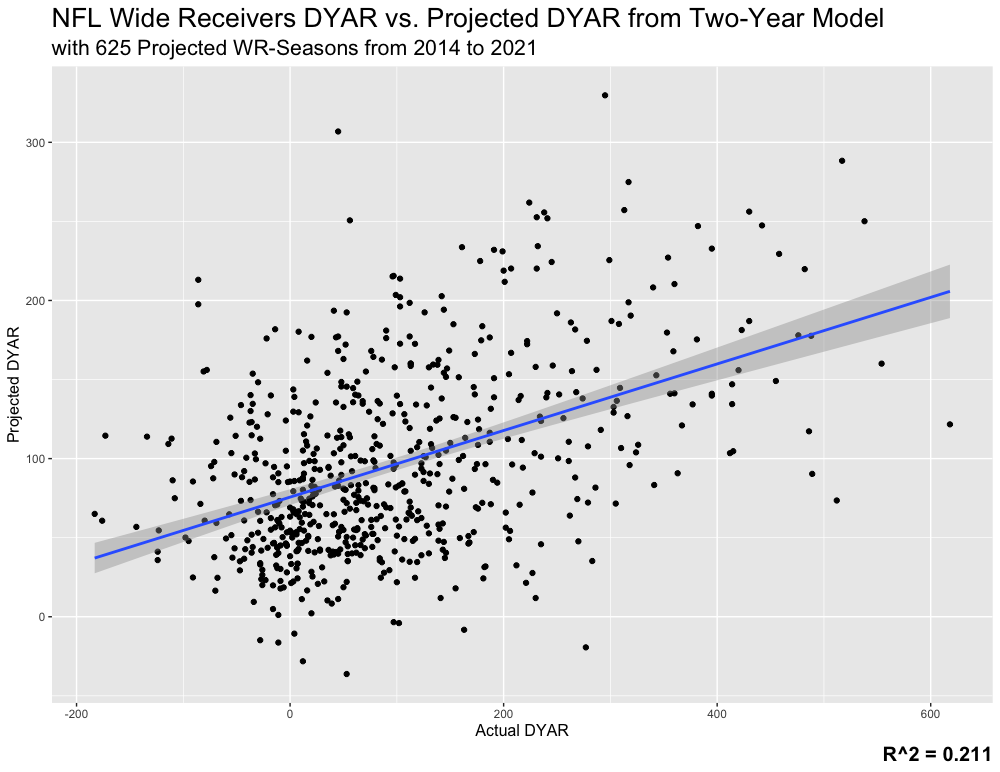 NFL Wide Receivers DYAR vs. Projected DYAR from Two-Year Model
with 625 Projected WR-Seasons from 2014 to 2021
Projected DYAR
300
200
100
0
-200
0
200
400
600
Actual DYAR
R^2 = 0.211